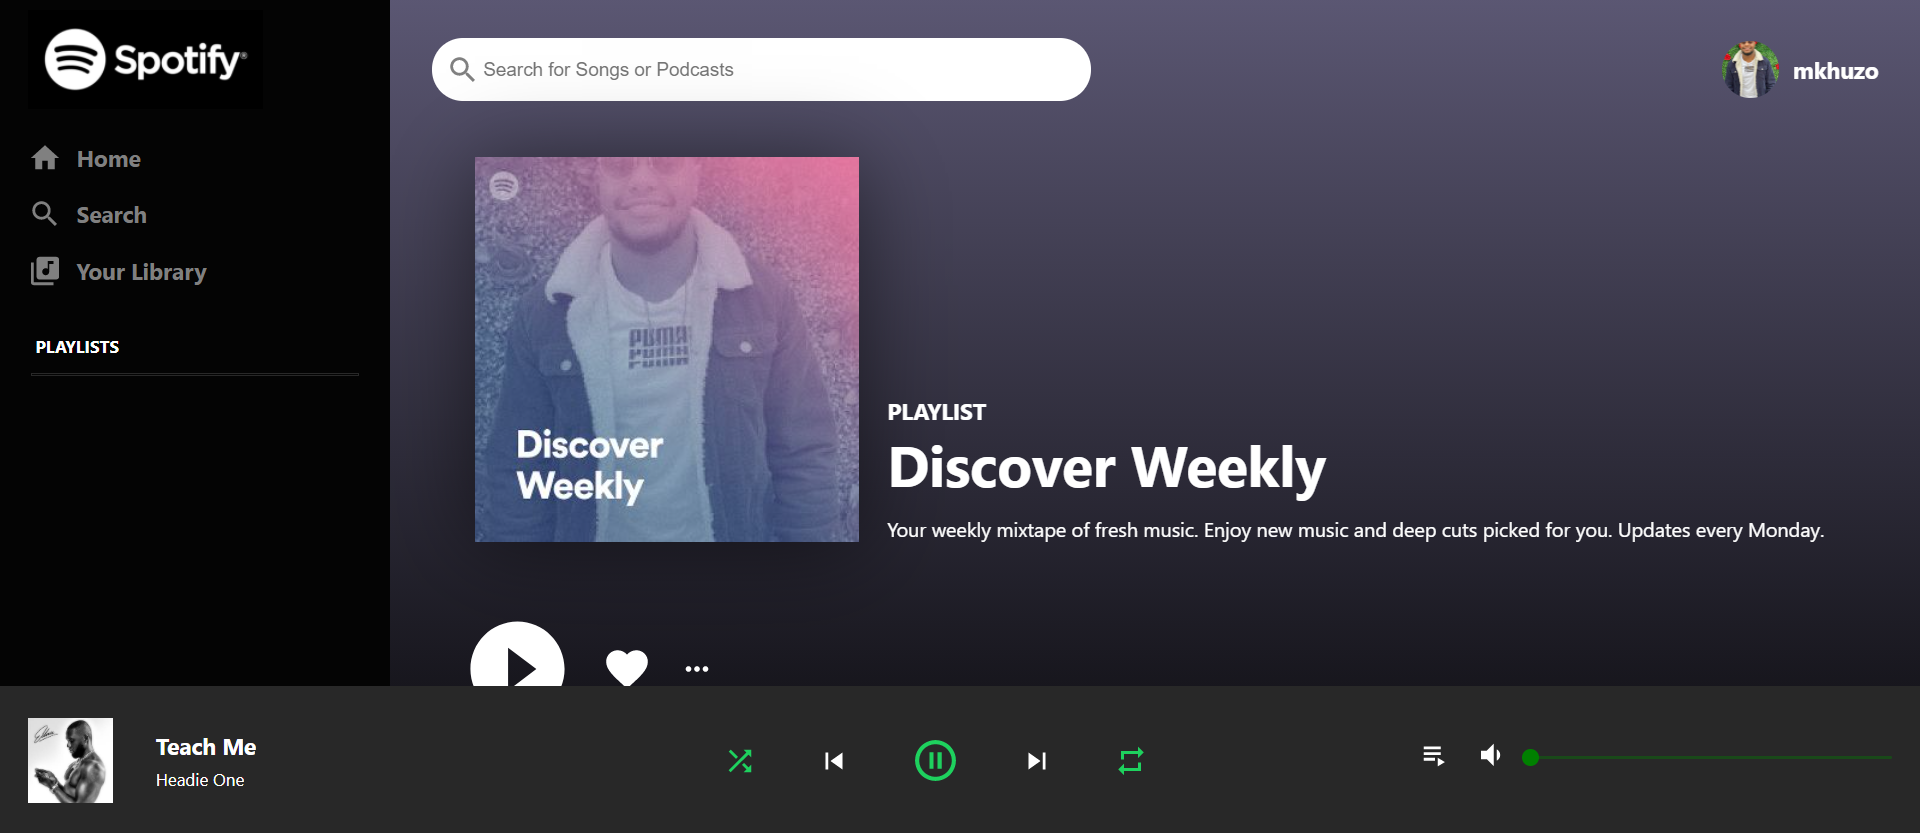 Spotify®
Home
Search
Your Library
PLAYLISTS
Search for Songs or Podcasts
mkhuzo
PUMA
PUMA
PUMA
Discover
Weekly
PLAYLIST
Discover Weekly
Your weekly mixtape of fresh music. Enjoy new music and deep cuts picked for you. Updates every Monday.
Teach Me
Headie One